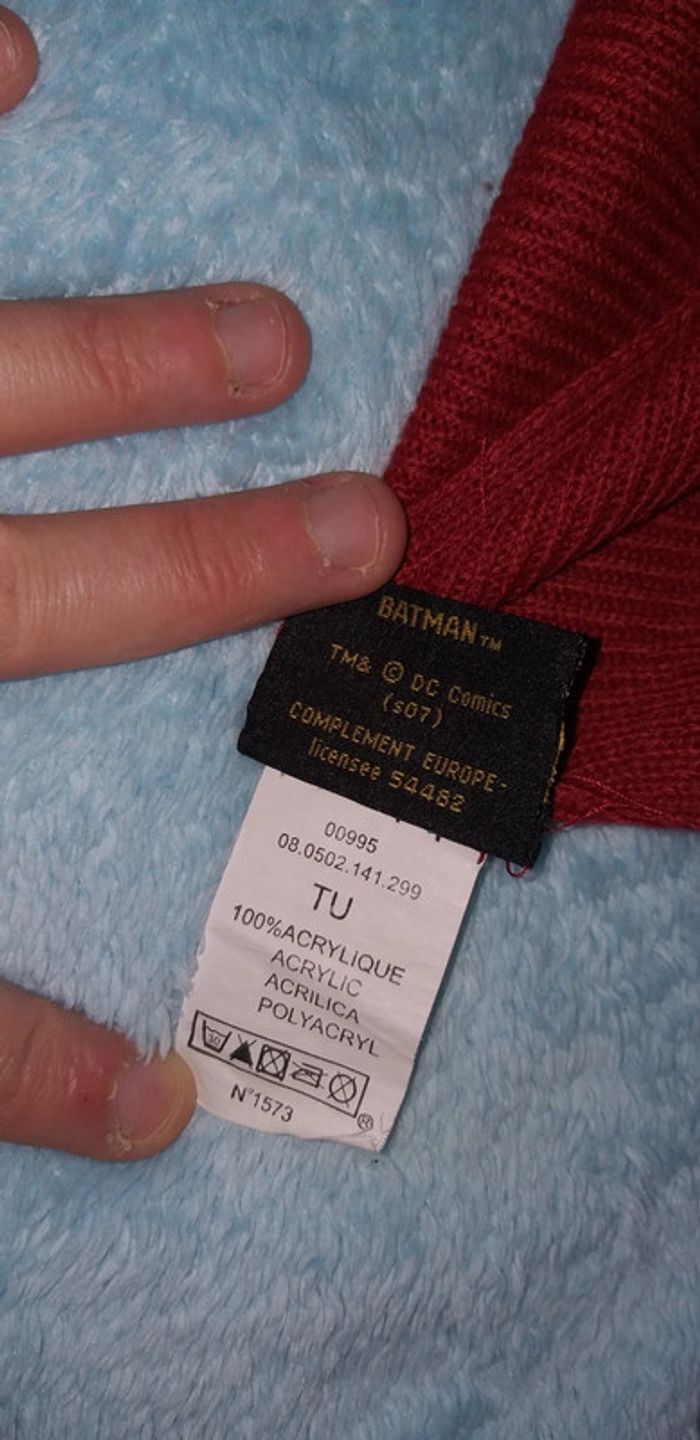 BATMAN™
TM& © DC Comics
(s07)
COMPLEMENT EUROPE-
licensee 54482
00995
08.0502.141.299
TU
100%ACRYLIQUE
ACRYLIC
ACRILICA
POLYACRYL
30
N°1573
®